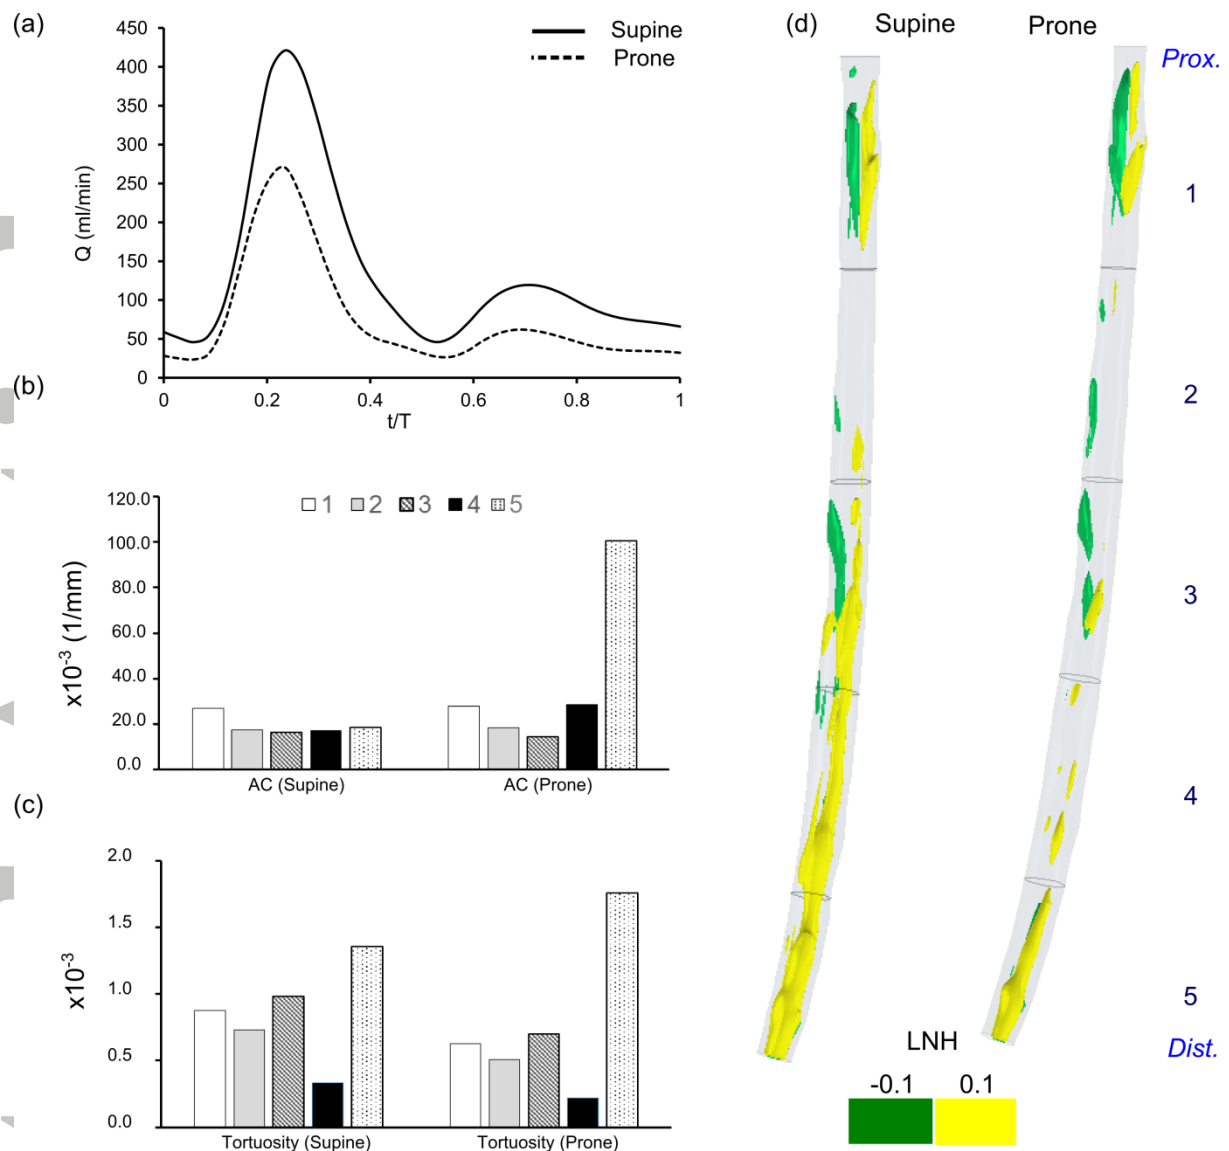 (a)
450
400
350
300
250
200
150
100
50
0
Q (ml/min)
0
0.2
0.4
0.6
0.8
1
t/T
Supine
Prone
(b)
120.0
100.0
80.0
60.0
40.0
20.0
0.0
x10⁻³ (1/mm)
1 2 3 4 5
AC (Supine)
AC (Prone)
(c)
2.0
1.5
1.0
0.5
0.0
x10⁻³
Tortuosity (Supine)
Tortuosity (Prone)
(d)
Supine
Prone
Prox.
1
2
3
4
5
Dist.
LNH
-0.1 0.1